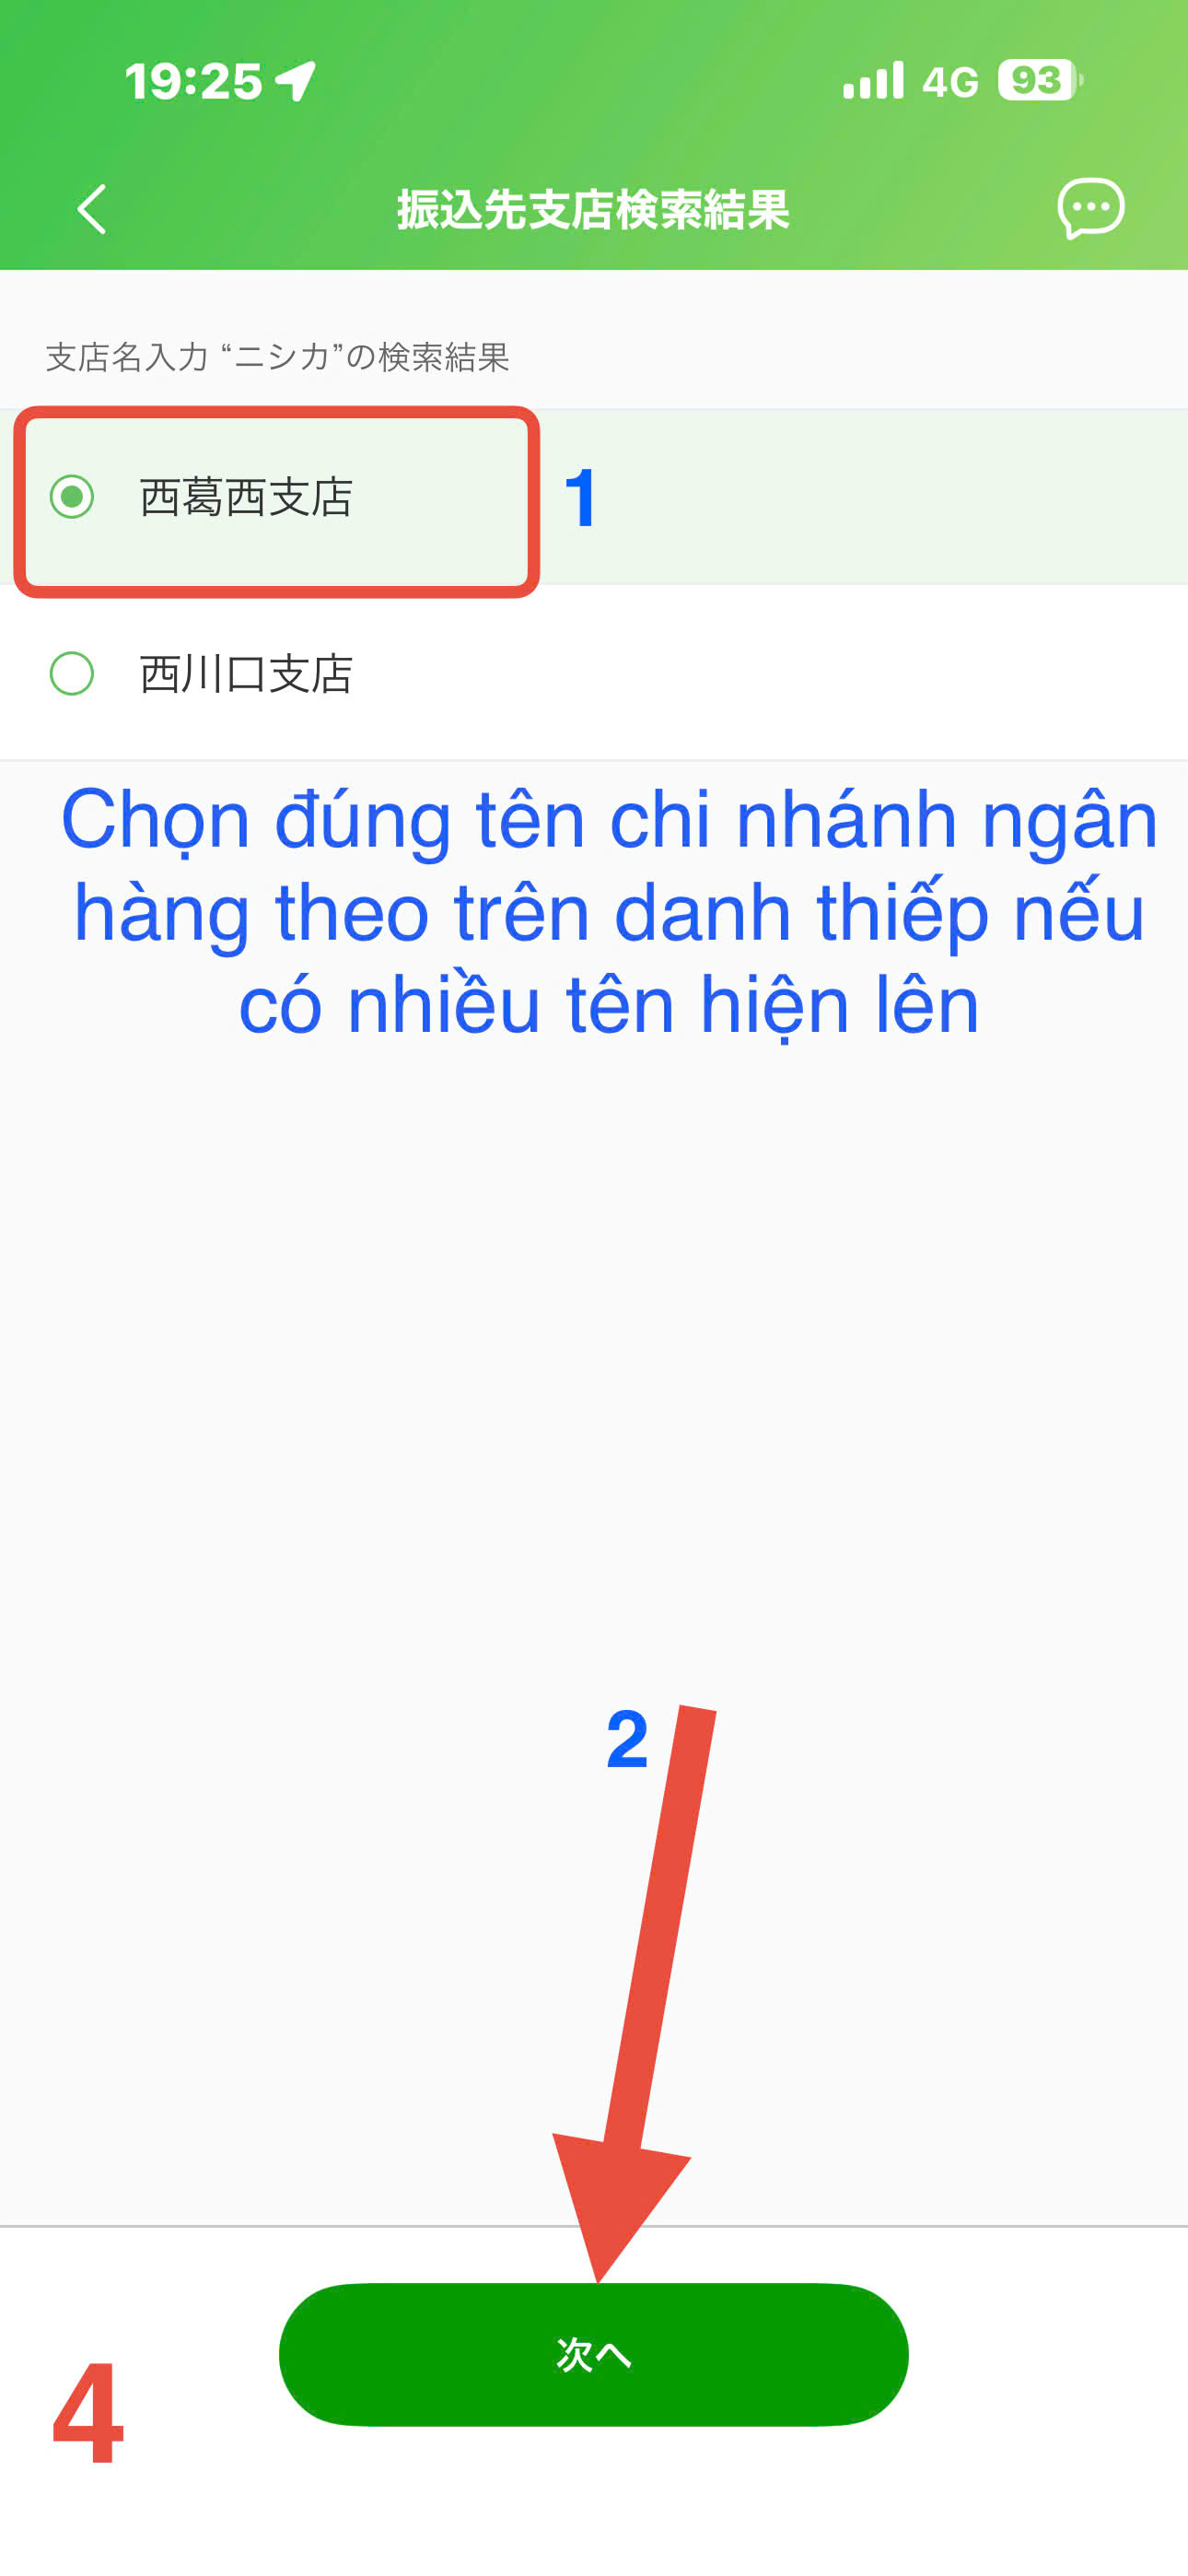 19:25 4G 93
振込先支店検索結果
支店名入力 “ニシカ”の検索結果
西葛西支店 1
西川口支店
Chọn đúng tên chi nhánh ngân
hàng theo trên danh thiếp nếu
có nhiều tên hiện lên
2
次へ
4